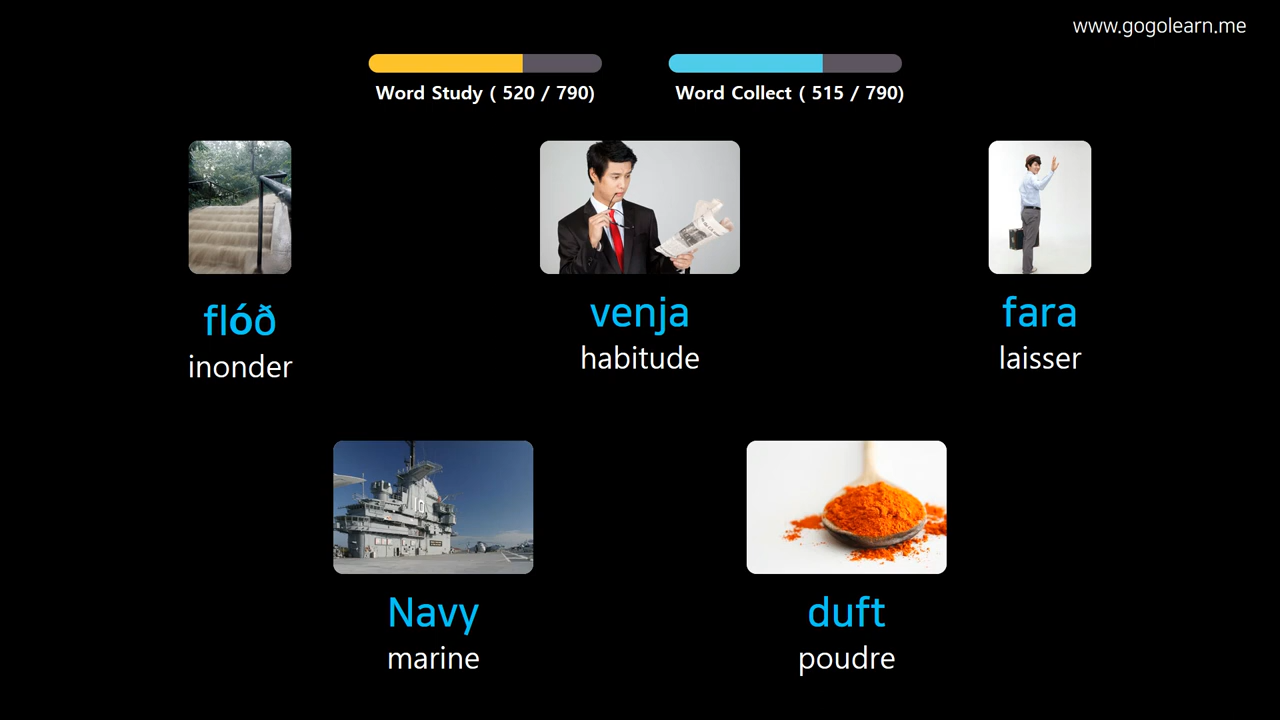 www.gogolearn.me
Word Study ( 520 / 790)
Word Collect ( 515 / 790)
flóð
inonder
venja
habitude
fara
laisser
Navy
marine
duft
poudre